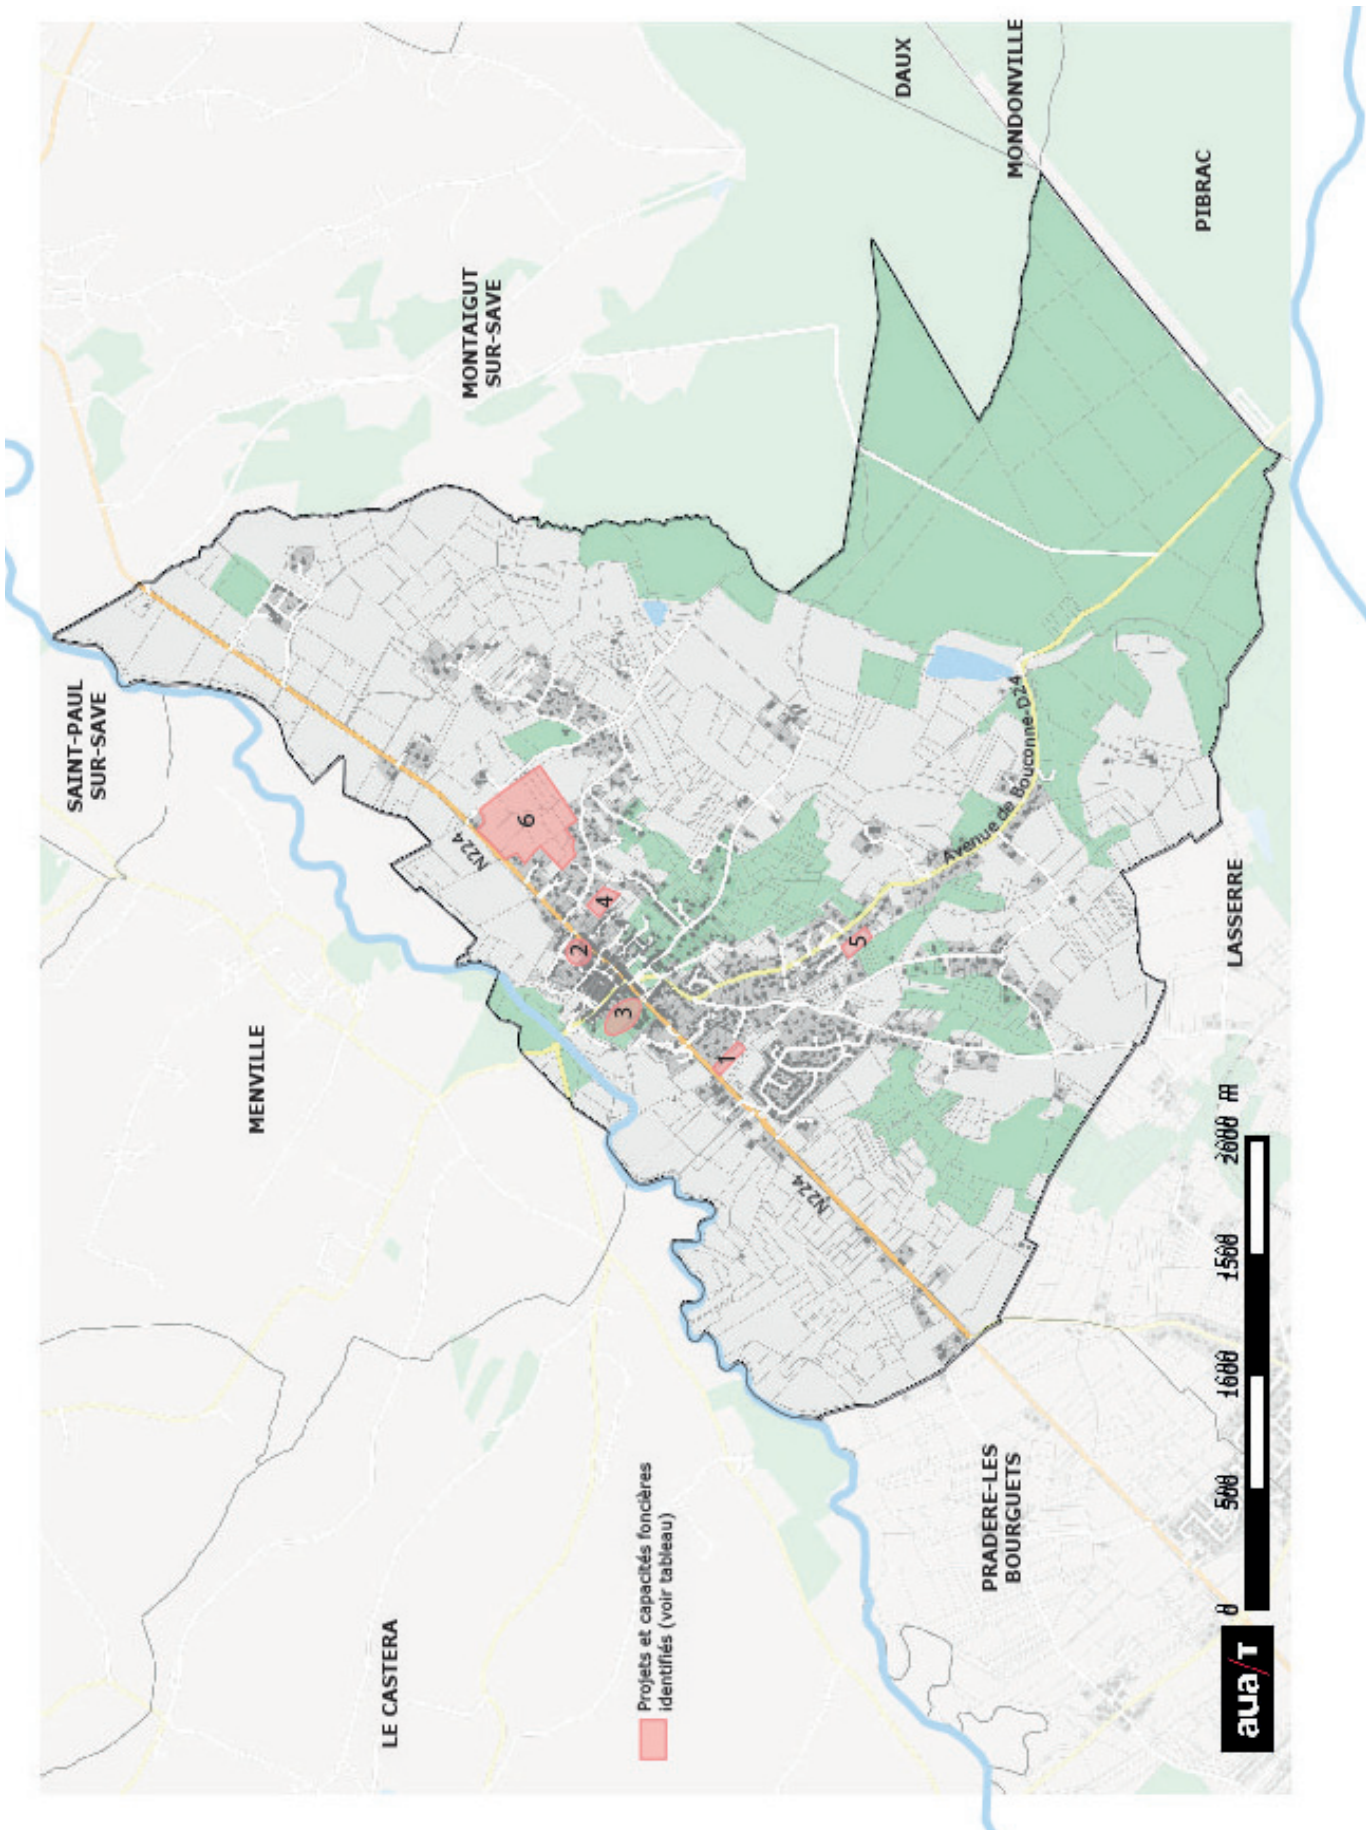 SAINT-PAUL
SUR-SAVE
MONTAIGUT
SUR-SAVE
DAUX
MONDONVILLE
PIBRAC
MENVILLE
LE CASTERA
PRADERE-LES
BOURGUETS
LASSERRE
N224
N224
Avenue de Bouconne-D24
1
2
3
4
5
6
Projets et capacités foncières
identifiés (voir tableau)
aua/T
0 500 1000 1500 2000 m